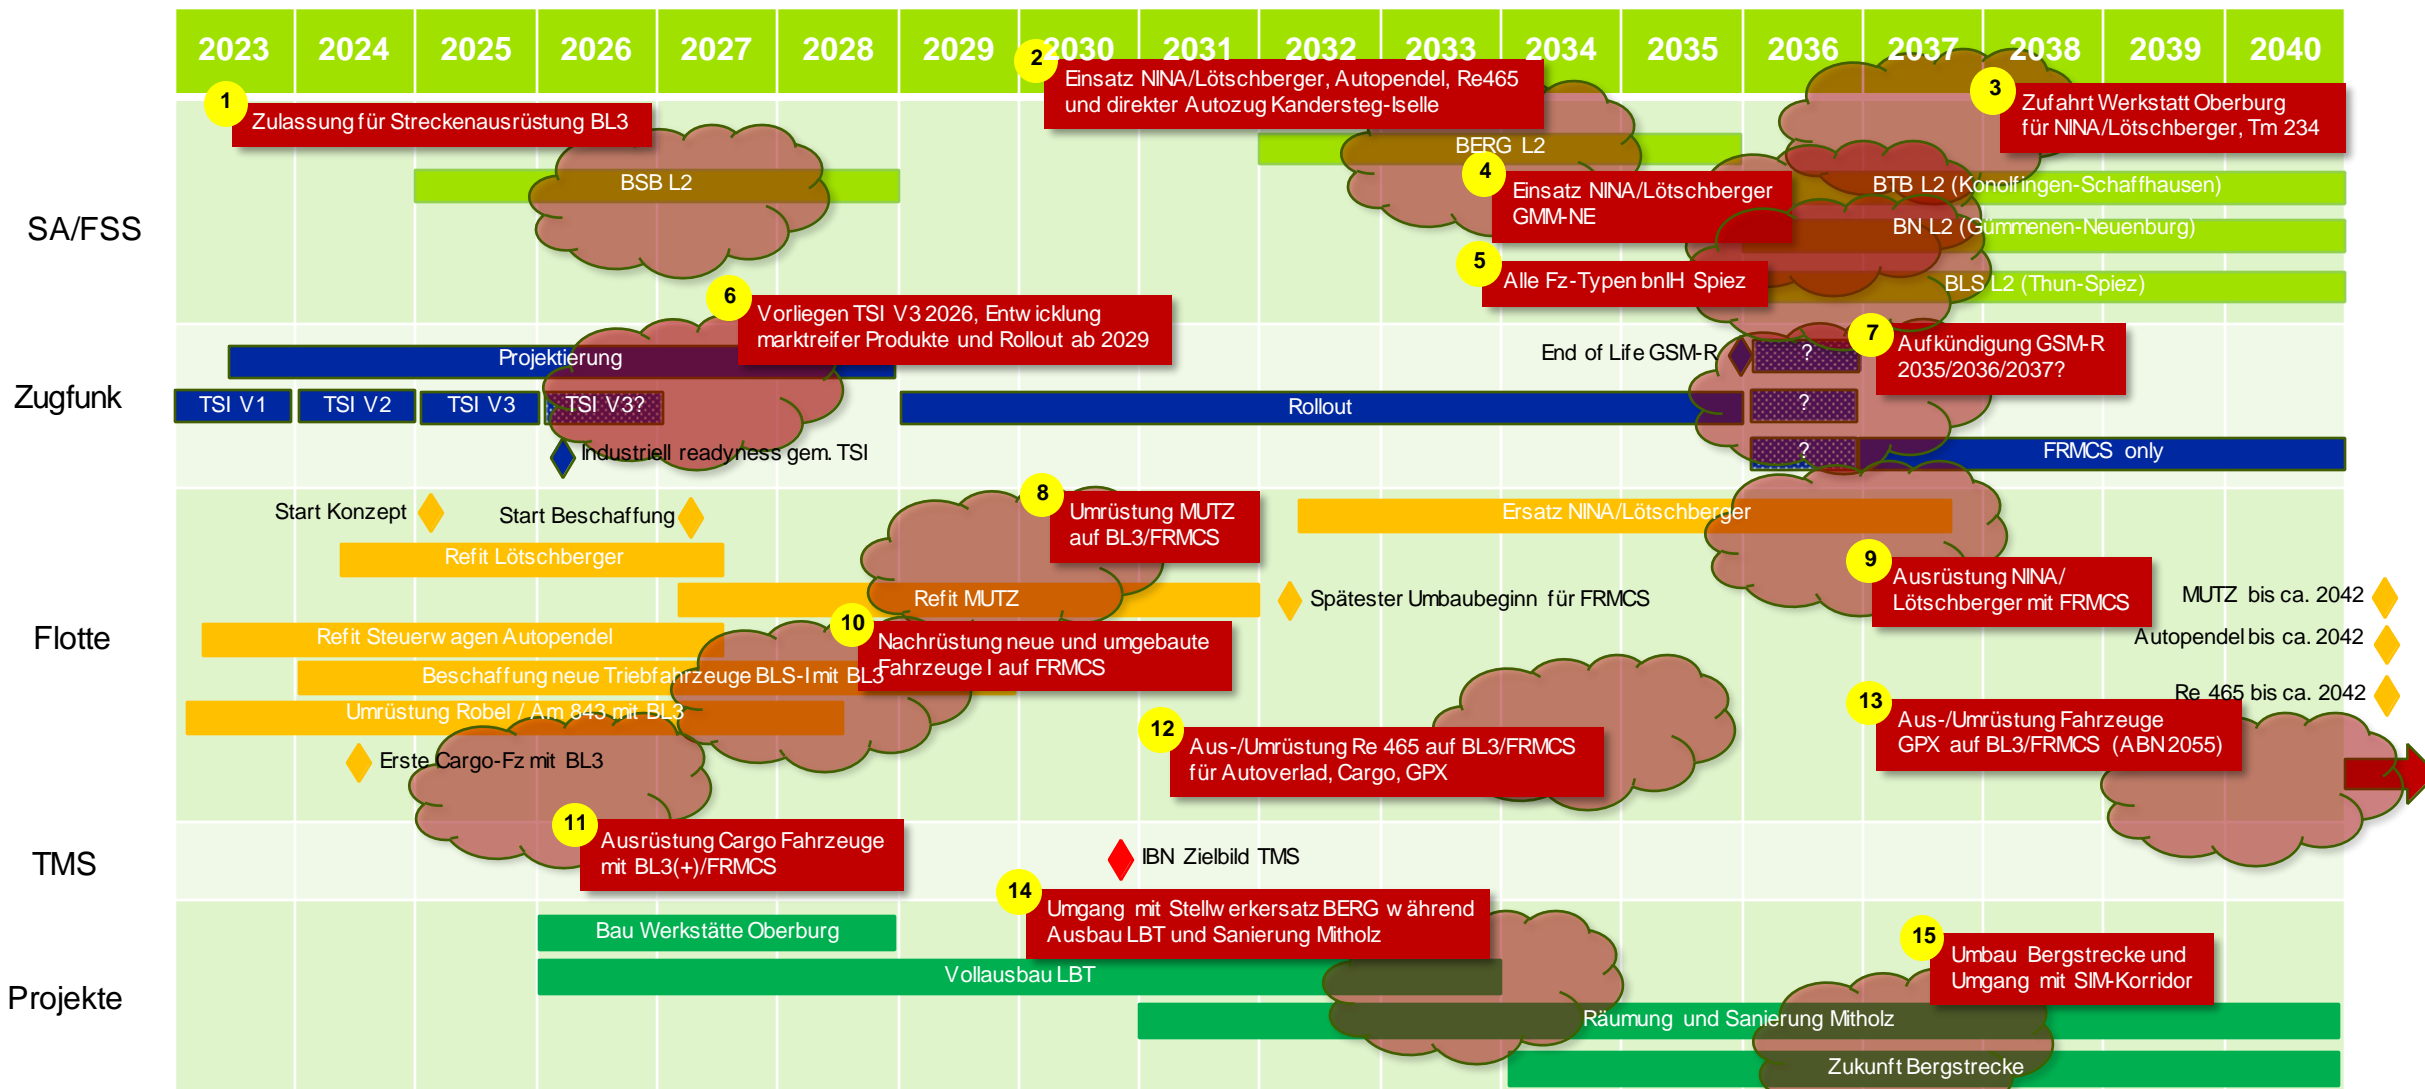 2023 2024 2025 2026 2027 2028 2029 2030 2031 2032 2033 2034 2035 2036 2037 2038 2039 2040
SA/FSS
1
Zulassung für Streckenausrüstung BL3
2
Einsatz NINA/Lötschberger, Autopendel, Re465
und direkter Autozug Kandersteg-Iselle
3
Zufahrt Werkstatt Oberburg
für NINA/Lötschberger, Tm 234
BERG L2
BSB L2
4
Einsatz NINA/Lötschberger
GMM-NE
BTB L2 (Konolfingen-Schaffhausen)
BN L2 (Gümmenen-Neuenburg)
5
Alle Fz-Typen bnIH Spiez
BLS L2 (Thun-Spiez)
Zugfunk
6
Vorliegen TSI V3 2026, Entwicklung
marktreifer Produkte und Rollout ab 2029
Projektierung
End of Life GSM-R
?
7
Aufkündigung GSM-R
2035/2036/2037?
TSI V1
TSI V2
TSI V3
TSI V3?
Rollout
?
Industriell readyness gem. TSI
?
FRMCS only
Flotte
Start Konzept
Start Beschaffung
8
Umrüstung MUTZ
auf BL3/FRMCS
Ersatz NINA/Lötschberger
Refit Lötschberger
9
Ausrüstung NINA/
Lötschberger mit FRMCS
Refit MUTZ
Spätester Umbaubeginn für FRMCS
MUTZ bis ca. 2042
Refit Steuerwagen Autopendel
10
Nachrüstung neue und umgebaute
Fahrzeuge I auf FRMCS
Autopendel bis ca. 2042
Beschaffung neue Triebfahrzeuge BLS-I mit BL3
Re 465 bis ca. 2042
Umrüstung Robel / Am 843 mit BL3
12
Aus-/Umrüstung Re 465 auf BL3/FRMCS
für Autoverlad, Cargo, GPX
13
Aus-/Umrüstung Fahrzeuge
GPX auf BL3/FRMCS (ABN2055)
Erste Cargo-Fz mit BL3
TMS
11
Ausrüstung Cargo Fahrzeuge
mit BL3(+)/FRMCS
IBN Zielbild TMS
Projekte
14
Umgang mit Stellwerkersatz BERG während
Ausbau LBT und Sanierung Mitholz
Bau Werkstätte Oberburg
15
Umbau Bergstrecke und
Umgang mit SIM-Korridor
Vollausbau LBT
Räumung und Sanierung Mitholz
Zukunft Bergstrecke